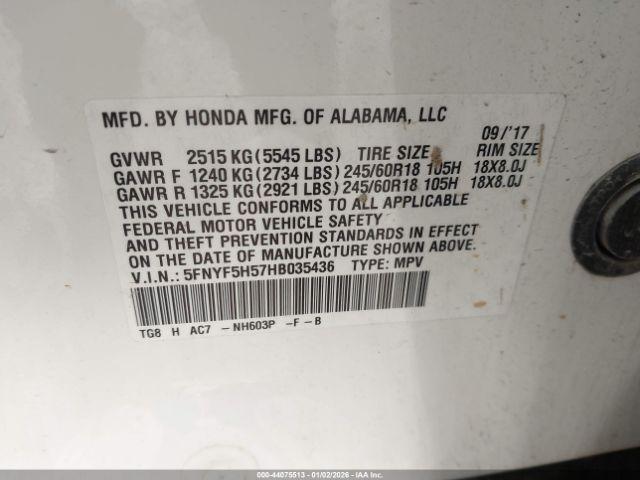 MFD. BY HONDA MFG. OF ALABAMA, LLC
09/'17
GVWR 2515 KG (5545 LBS) TIRE SIZE RIM SIZE
GAWR F 1240 KG (2734 LBS) 245/60R18 105H 18X8.0J
GAWR R 1325 KG (2921 LBS) 245/60R18 105H 18X8.0J
THIS VEHICLE CONFORMS TO ALL APPLICABLE
FEDERAL MOTOR VEHICLE SAFETY
AND THEFT PREVENTION STANDARDS IN EFFECT
ON THE DATE OF MANUFACTURE SHOWN ABOVE.
V.I.N.: 5FNYF5H57HB035436 TYPE: MPV
TG8 H AC7 - NH603P - F - B
000-44075513 - 01/02/2026 - © IAA Inc.